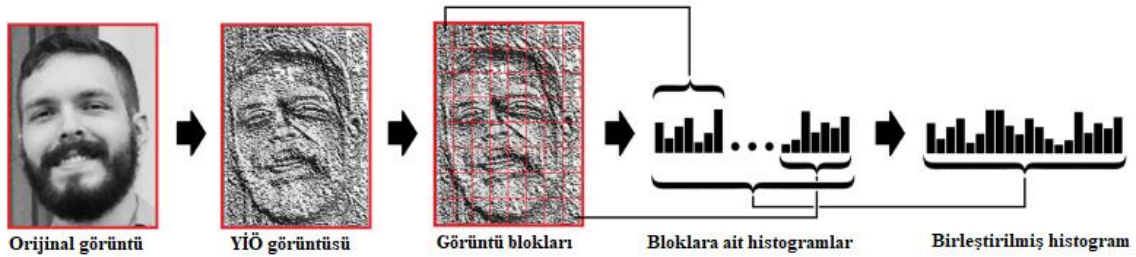 Orijinal görüntü
YİÖ görüntüsü
Görüntü blokları
Bloklara ait histogramlar
Birleştirilmiş histogram